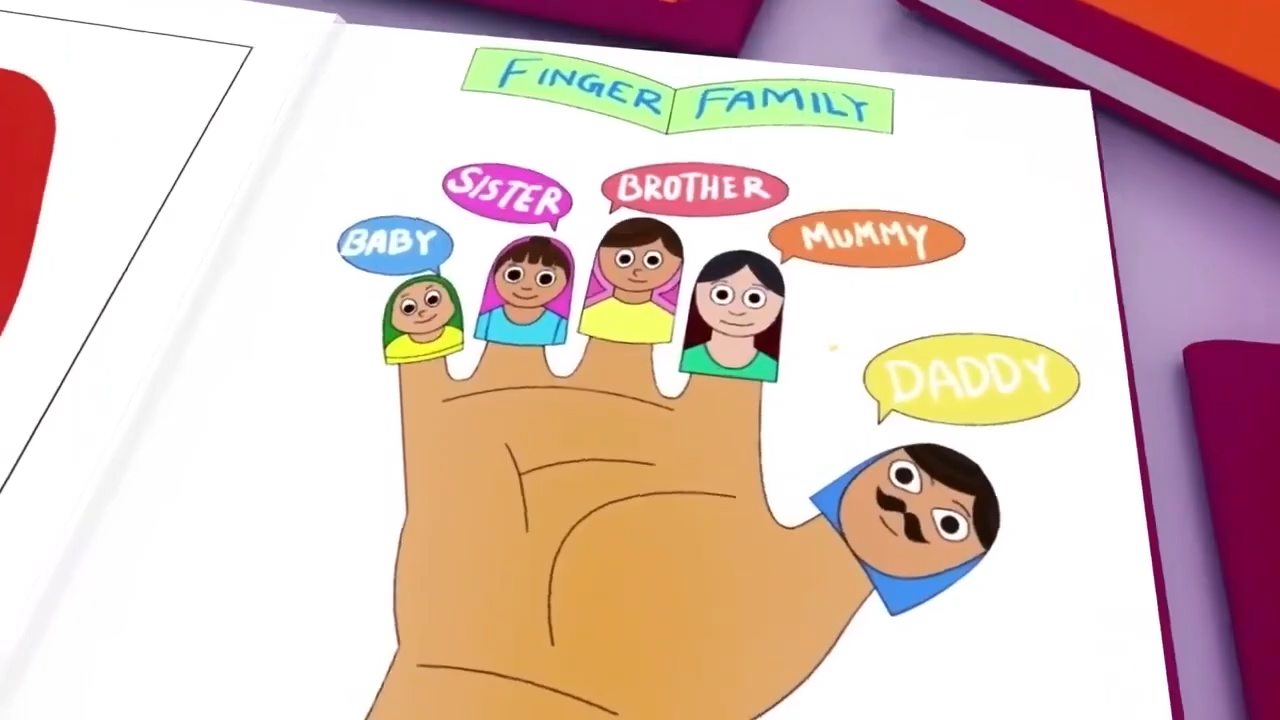 FINGER FAMILY
SISTER
BROTHER
BABY
MUMMY
DADDY